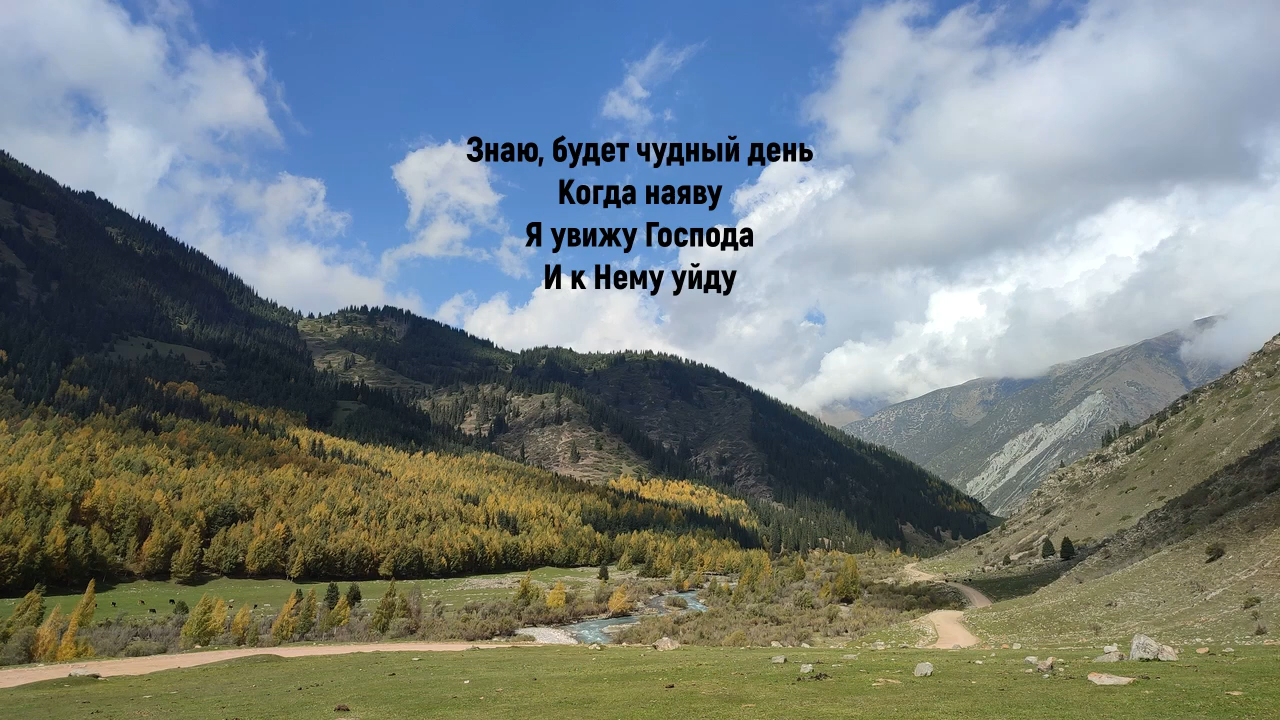 Знаю, будет чудный день
Когда наяву
Я увижу Господа
И к Нему уйду